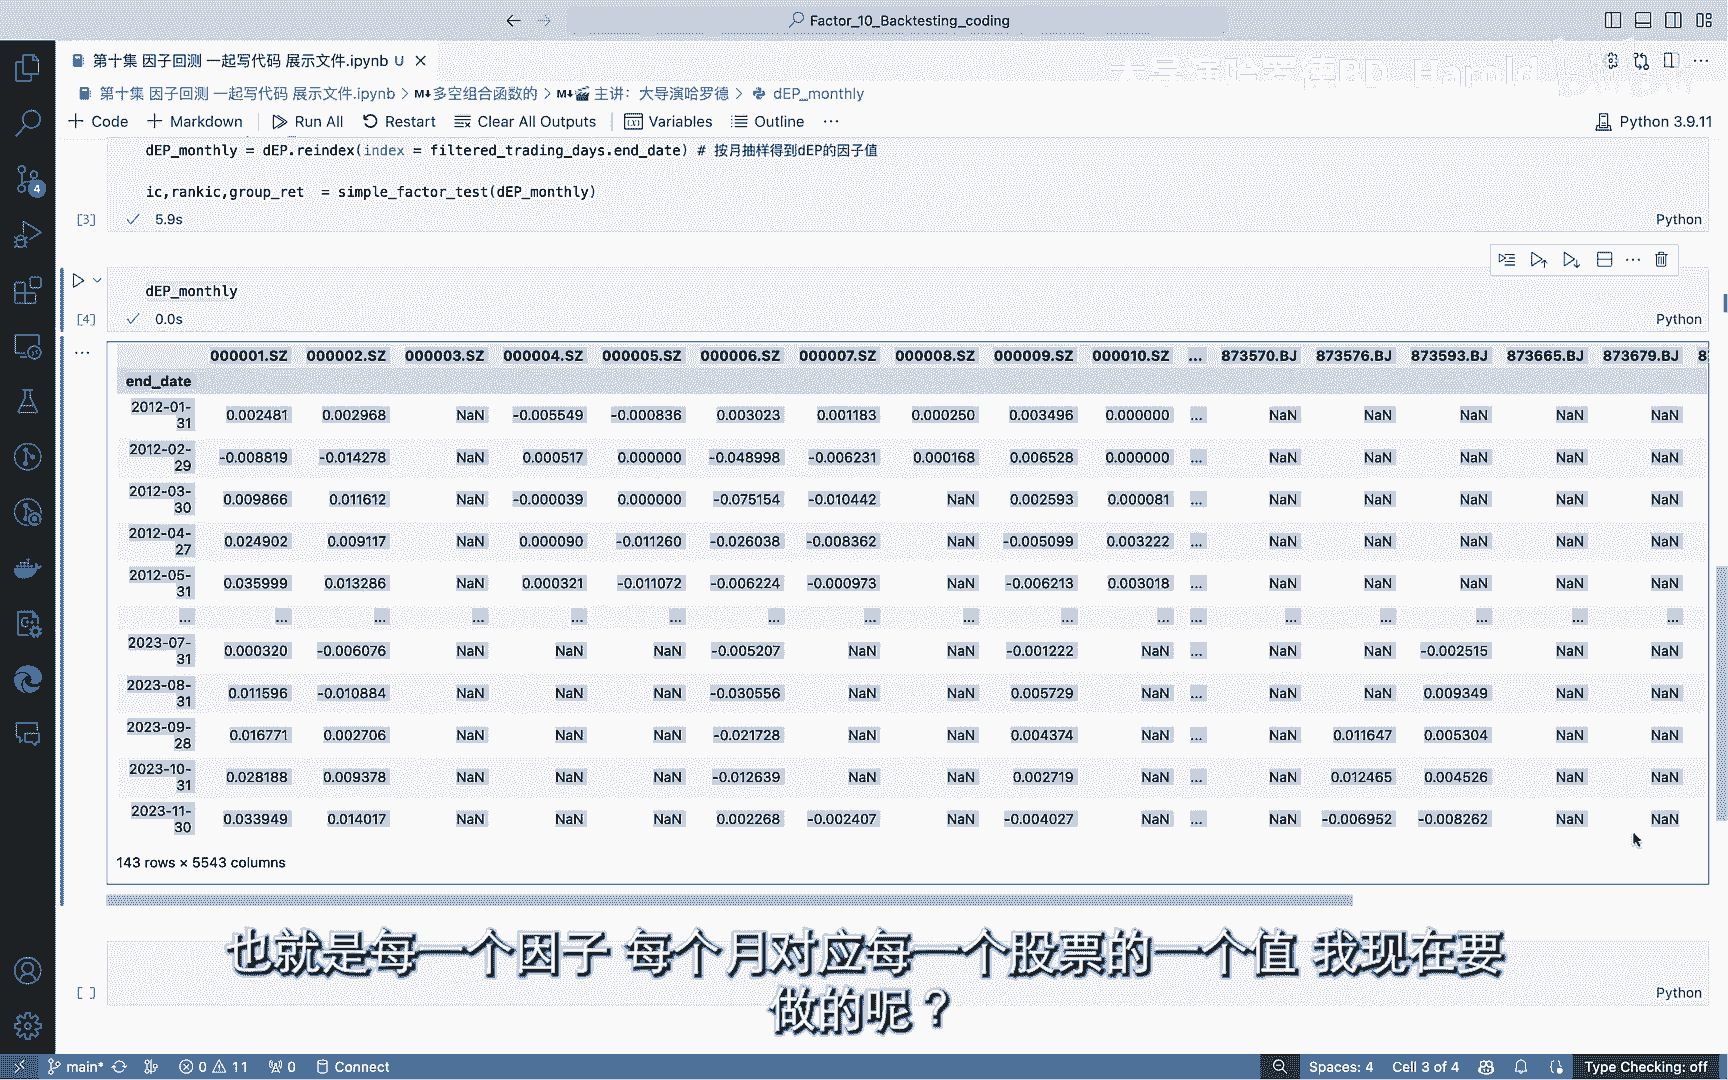 Factor_10_Backtesting_coding
第十集 因子回测 一起写代码 展示文件.ipynb U
第十集 因子回测 一起写代码 展示文件.ipynb > M↓多空组合函数的 > M↓🎬 主讲：大导演哈罗德 > dEP_monthly
+ Code + Markdown Run All Restart Clear All Outputs Variables Outline ... Python 3.9.11
dEP_monthly = dEP.reindex(index = filtered_trading_days.end_date) # 按月抽样得到dEP的因子值
ic,rankic,group_ret = simple_factor_test(dEP_monthly)
[3] ✓ 5.9s Python
dEP_monthly
[4] ✓ 0.0s Python
000001.SZ 000002.SZ 000003.SZ 000004.SZ 000005.SZ 000006.SZ 000007.SZ 000008.SZ 000009.SZ 000010.SZ ... 873570.BJ 873576.BJ 873593.BJ 873665.BJ 873679.BJ 8
end_date
2012-01-31 0.002481 0.002968 NaN -0.005549 -0.000836 0.003023 0.001183 0.000250 0.003496 0.000000 ... NaN NaN NaN NaN NaN
2012-02-29 -0.008819 -0.014278 NaN 0.000517 0.000000 -0.048998 -0.006231 0.000168 0.006528 0.000000 ... NaN NaN NaN NaN NaN
2012-03-30 0.009866 0.011612 NaN -0.000039 0.000000 -0.075154 -0.010442 NaN 0.002593 0.000081 ... NaN NaN NaN NaN NaN
2012-04-27 0.024902 0.009117 NaN 0.000090 -0.011260 -0.026038 -0.008362 NaN -0.005099 0.003222 ... NaN NaN NaN NaN NaN
2012-05-31 0.035999 0.013286 NaN 0.000321 -0.011072 -0.006224 -0.000973 NaN -0.006213 0.003018 ... NaN NaN NaN NaN NaN
... ... ... ... ... ... ... ... ... ... ... ... ... ... ... ... ...
2023-07-31 0.000320 -0.006076 NaN NaN NaN -0.005207 NaN NaN -0.001222 NaN ... NaN NaN -0.002515 NaN NaN
2023-08-31 0.011596 -0.010884 NaN NaN NaN -0.030556 NaN NaN 0.005729 NaN ... NaN NaN 0.009349 NaN NaN
2023-09-28 0.016771 0.002706 NaN NaN NaN -0.021728 NaN NaN 0.004374 NaN ... NaN 0.011647 0.005304 NaN NaN
2023-10-31 0.028188 0.009378 NaN NaN NaN -0.012639 NaN NaN 0.002719 NaN ... NaN 0.012465 0.004526 NaN NaN
2023-11-30 0.033949 0.014017 NaN NaN NaN 0.002268 -0.002407 NaN -0.004027 NaN ... NaN -0.006952 -0.008262 NaN NaN
143 rows × 5543 columns
也就是每一个因子 每个月对应每一个股票的一个值 我现在要
做的呢？
[ ] Python
4
main* 0 11 0 Connect Spaces: 4 Cell 3 of 4 Type Checking: off